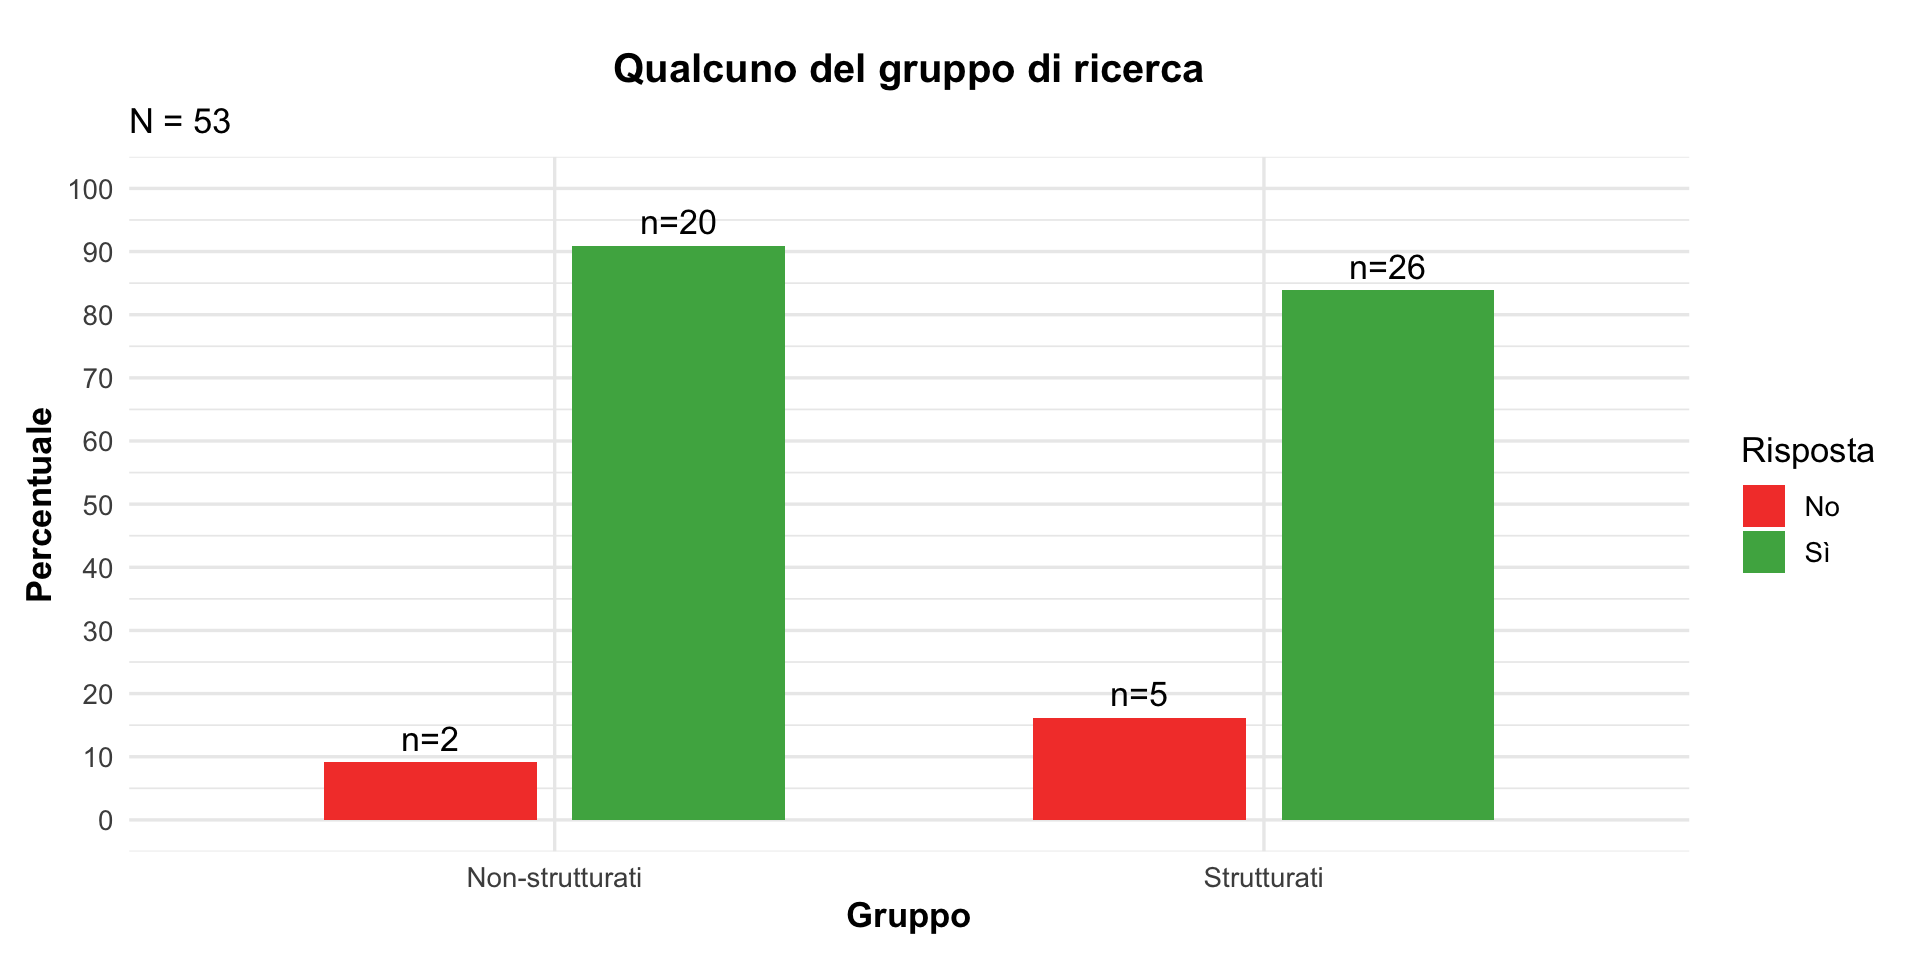 Qualcuno del gruppo di ricerca
N = 53
Percentuale
100
90
80
70
60
50
40
30
20
10
0
n=2
n=20
n=5
n=26
Non-strutturati
Strutturati
Gruppo
Risposta
No
Sì